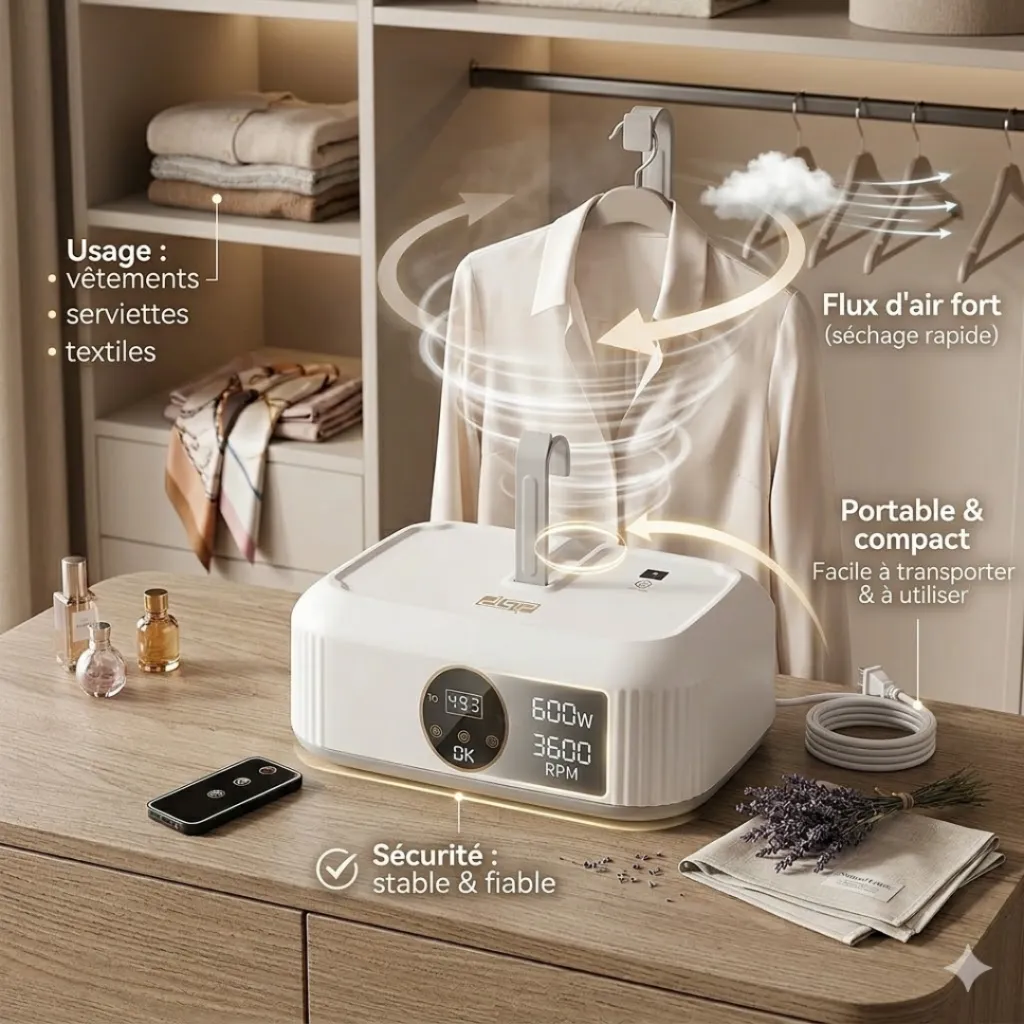 Usage :
• vêtements
• serviettes
• textiles
Flux d'air fort
(séchage rapide)
Portable &
compact
Facile à transporter
& à utiliser
dsp
493
OK
600w
3600
RPM
Sécurité :
stable & fiable